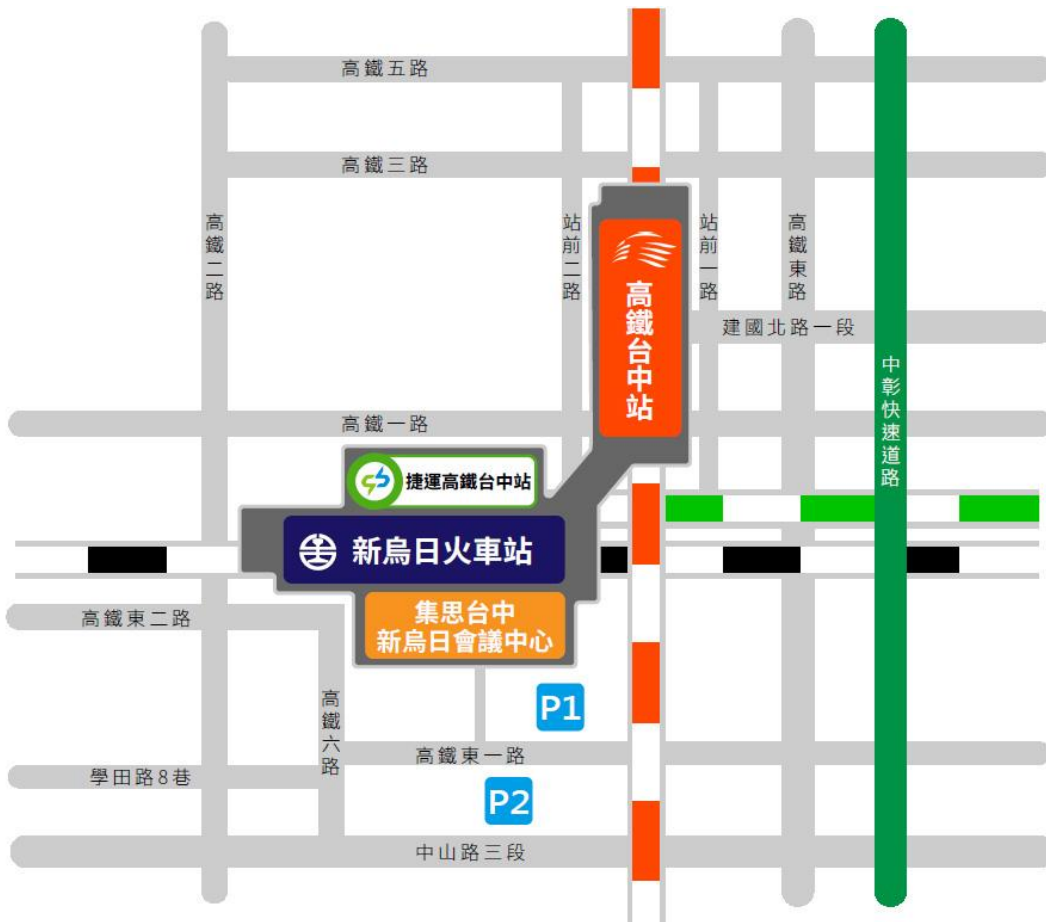 高鐵五路
高鐵三路
高鐵二路
站前二路
站前一路
高鐵東路
高鐵台中站
建國北路一段
中彰快速道路
高鐵一路
捷運高鐵台中站
新烏日火車站
集思台中
新烏日會議中心
高鐵東二路
高鐵六路
P1
高鐵東一路
學田路8巷
P2
中山路三段